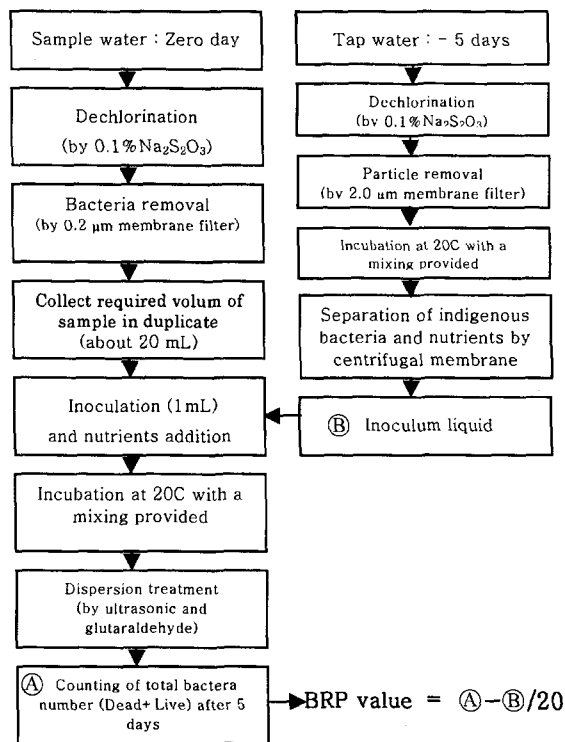 Sample water : Zero day
Dechlorination
(by 0.1% Na₂S₂O₃)
Bacteria removal
(by 0.2 µm membrane filter)
Collect required volum of
sample in duplicate
(about 20 mL)
Inoculation (1mL)
and nutrients addition
Incubation at 20C with a
mixing provided
Dispersion treatment
(by ultrasonic and
glutaraldehyde)
Ⓐ Counting of total bactera
number (Dead+ Live) after 5
days
Tap water : - 5 days
Dechlorination
(by 0.1% Na₂S₂O₃)
Particle removal
(by 2.0 um membrane filter)
Incubation at 20C with a
mixing provided
Separation of indigenous
bacteria and nutrients by
centrifugal membrane
Ⓑ Inoculum liquid
BRP value = Ⓐ-Ⓑ/20